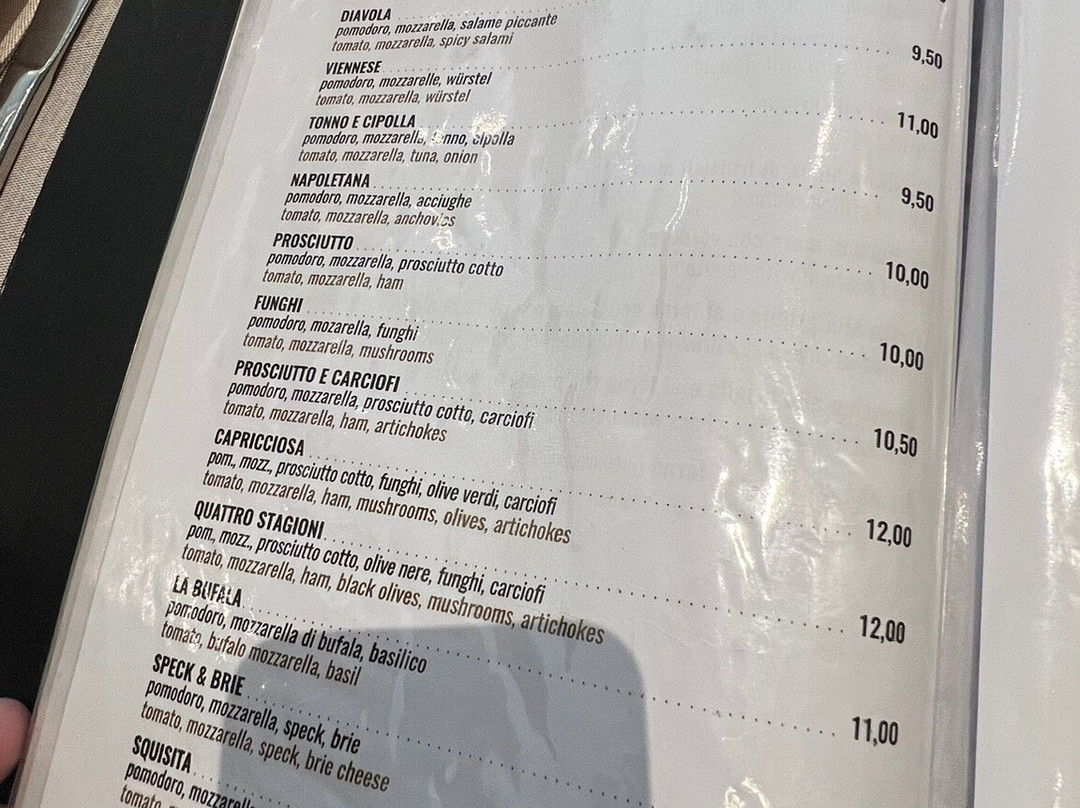 DIAVOLA
pomodoro, mozzarella, salame piccante
tomato, mozzarella, spicy salami
VIENNESE 9,50
pomodoro, mozzarelle, würstel
tomato, mozzarella, würstel
TONNO E CIPOLLA 11,00
pomodoro, mozzarella, tonno, cipolla
tomato, mozzarella, tuna, onion
NAPOLETANA 9,50
pomodoro, mozzarella, acciughe
tomato, mozzarella, anchovies
PROSCIUTTO 10,00
pomodoro, mozzarella, prosciutto cotto
tomato, mozzarella, ham
FUNGHI 10,00
pomodoro, mozarella, funghi
tomato, mozzarella, mushrooms
PROSCIUTTO E CARCIOFI 10,50
pomodoro, mozzarella, prosciutto cotto, carciofi
tomato, mozzarella, ham, artichokes
CAPRICCIOSA 12,00
pom., mozz., prosciutto cotto, funghi, olive verdi, carciofi
tomato, mozzarella, ham, mushrooms, olives, artichokes
QUATTRO STAGIONI 12,00
pom., mozz., prosciutto cotto, olive nere, funghi, carciofi
tomato, mozzarella, ham, black olives, mushrooms, artichokes
LA BUFALA 11,00
pomodoro, mozzarella di bufala, basilico
tomato, bufalo mozzarella, basil
SPECK & BRIE
pomodoro, mozzarella, speck, brie
tomato, mozzarella, speck, brie cheese
SQUISITA
pomodoro, mozzarella
tomato,